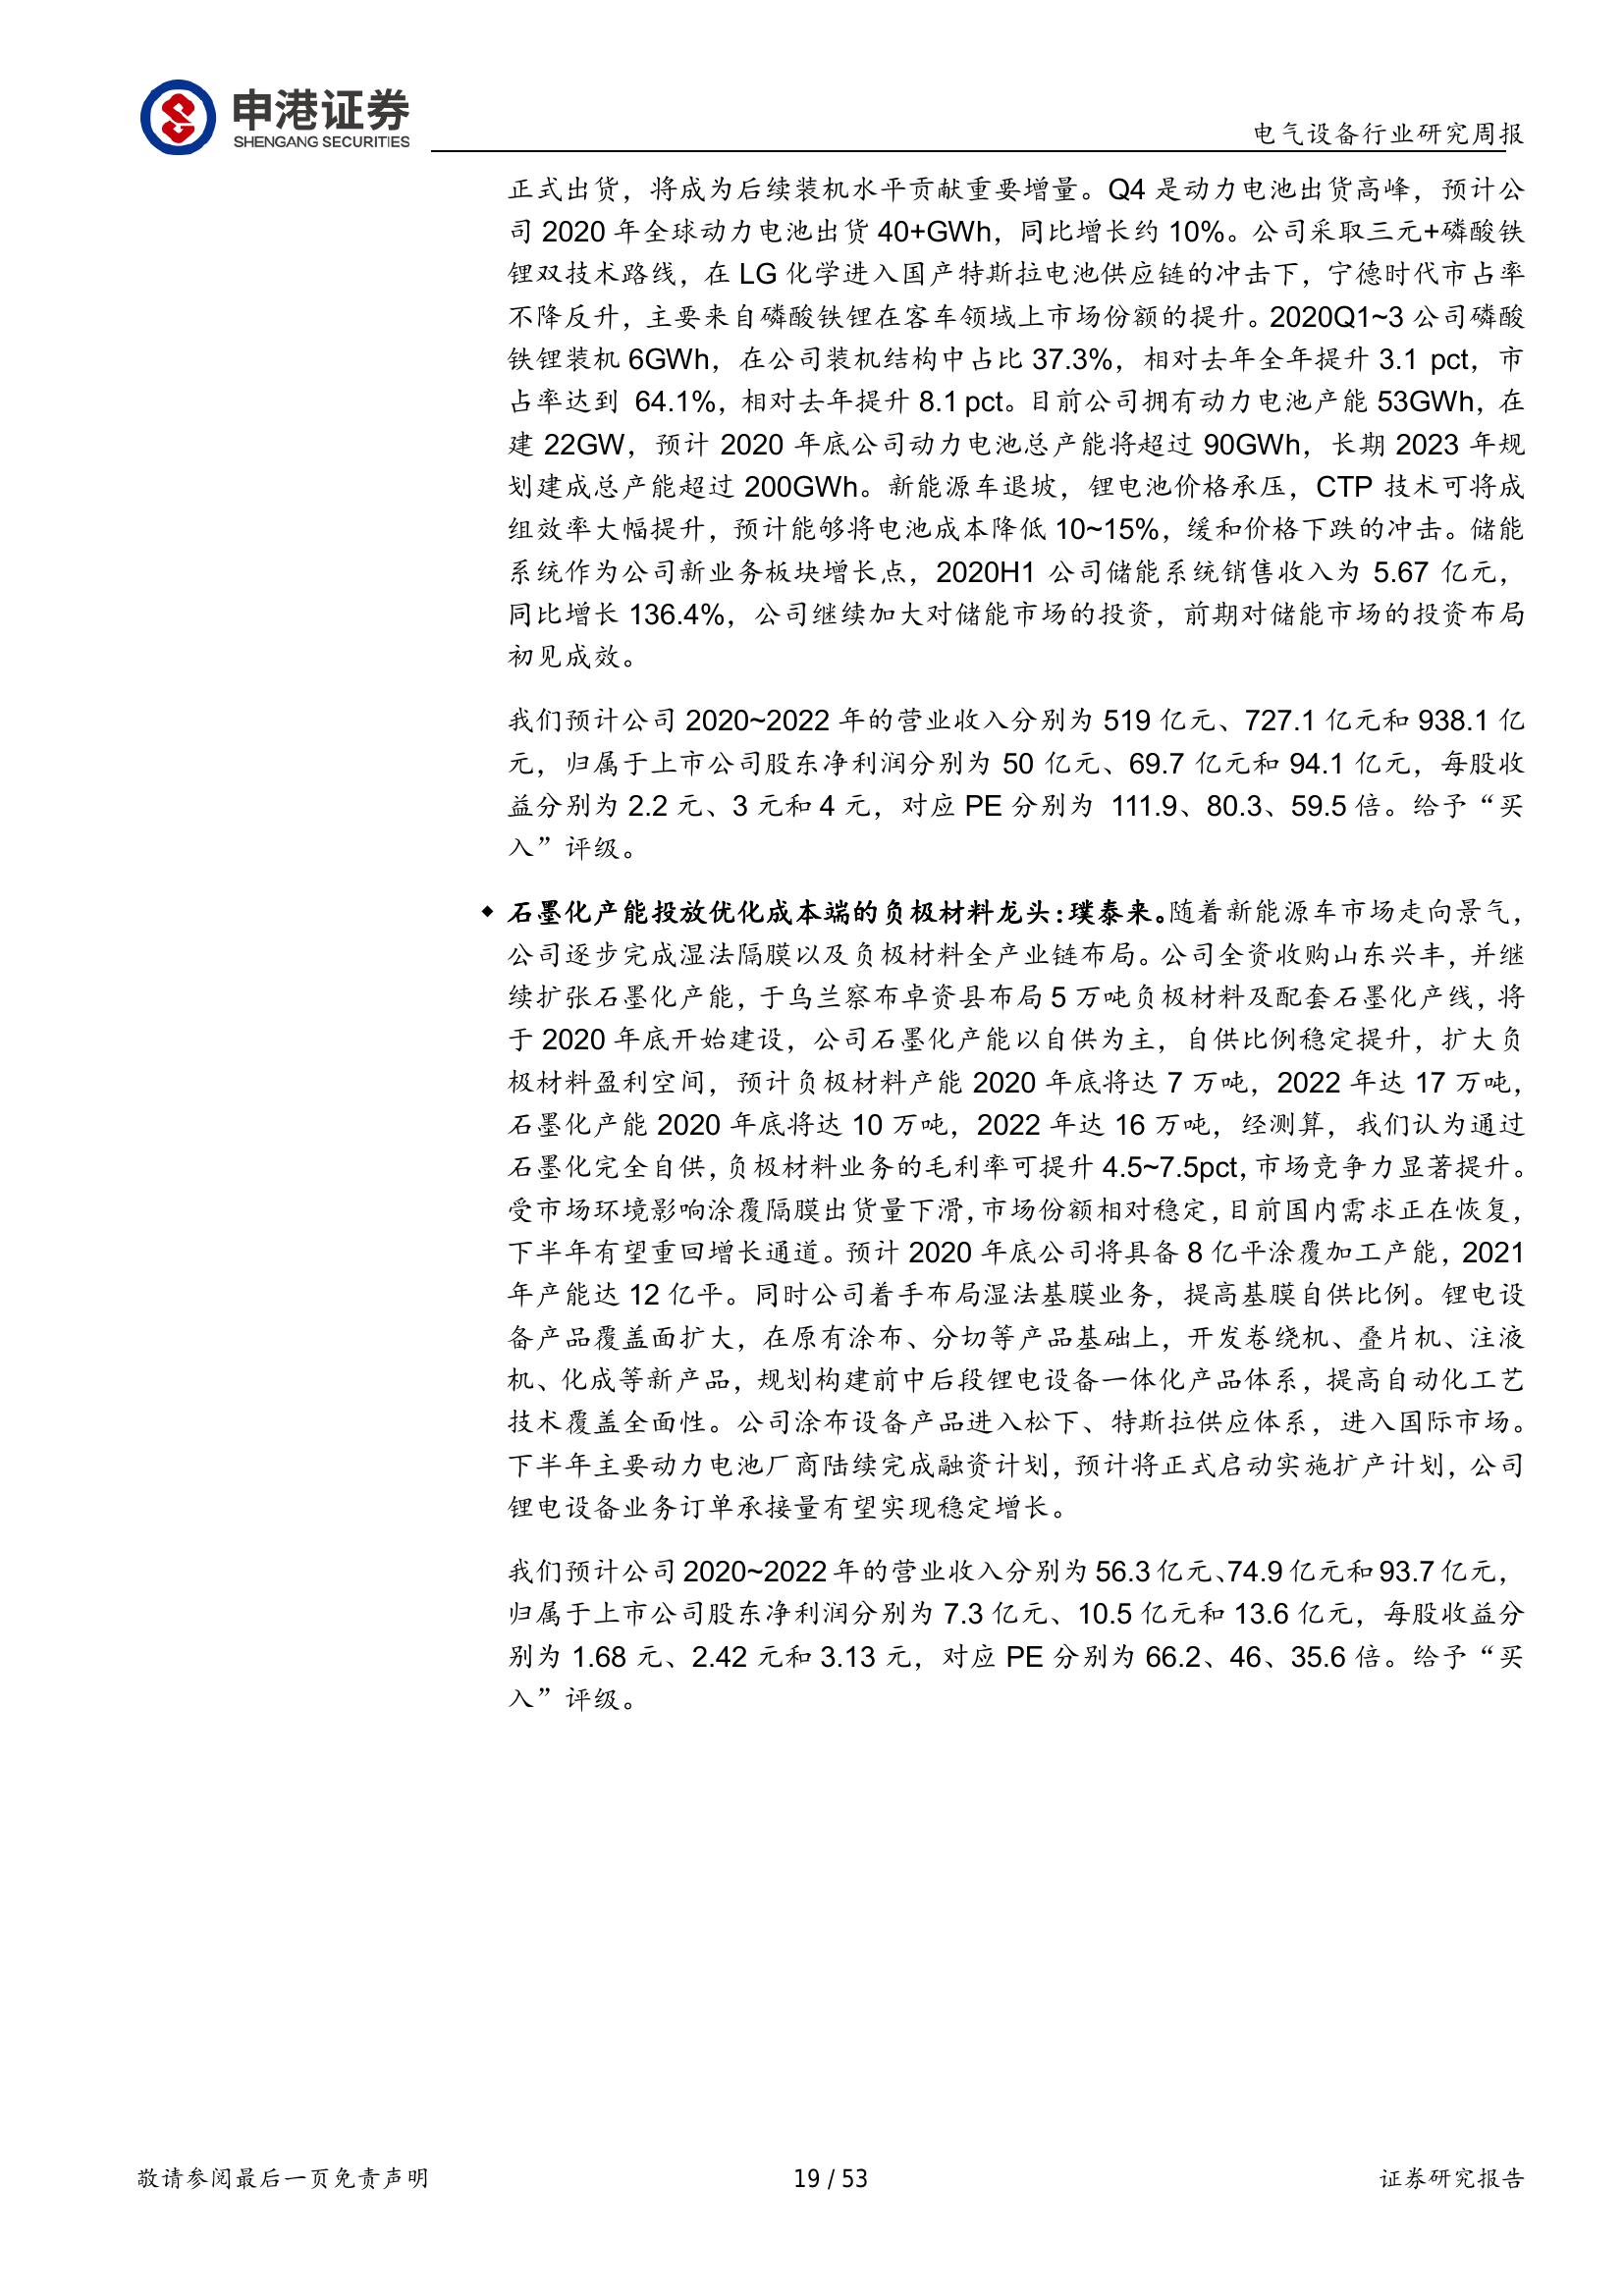 申港证券
SHENGANG SECURITIES
电气设备行业研究周报
正式出货，将成为后续装机水平贡献重要增量。Q4 是动力电池出货高峰，预计公
司 2020 年全球动力电池出货 40+GWh，同比增长约 10%。公司采取三元+磷酸铁
锂双技术路线，在 LG 化学进入国产特斯拉电池供应链的冲击下，宁德时代市占率
不降反升，主要来自磷酸铁锂在客车领域上市场份额的提升。2020Q1~3 公司磷酸
铁锂装机 6GWh，在公司装机结构中占比 37.3%，相对去年全年提升 3.1 pct，市
占率达到 64.1%，相对去年提升 8.1 pct。目前公司拥有动力电池产能 53GWh，在
建 22GW，预计 2020 年底公司动力电池总产能将超过 90GWh，长期 2023 年规
划建成总产能超过 200GWh。新能源车退坡，锂电池价格承压，CTP 技术可将成
组效率大幅提升，预计能够将电池成本降低 10~15%，缓和价格下跌的冲击。储能
系统作为公司新业务板块增长点，2020H1 公司储能系统销售收入为 5.67 亿元，
同比增长 136.4%，公司继续加大对储能市场的投资，前期对储能市场的投资布局
初见成效。
我们预计公司 2020~2022 年的营业收入分别为 519 亿元、727.1 亿元和 938.1 亿
元，归属于上市公司股东净利润分别为 50 亿元、69.7 亿元和 94.1 亿元，每股收
益分别为 2.2 元、3 元和 4 元，对应 PE 分别为 111.9、80.3、59.5 倍。给予“买
入”评级。
◆ 石墨化产能投放优化成本端的负极材料龙头：璞泰来。随着新能源车市场走向景气，
公司逐步完成湿法隔膜以及负极材料全产业链布局。公司全资收购山东兴丰，并继
续扩张石墨化产能，于乌兰察布卓资县布局 5 万吨负极材料及配套石墨化产线，将
于 2020 年底开始建设，公司石墨化产能以自供为主，自供比例稳定提升，扩大负
极材料盈利空间，预计负极材料产能 2020 年底将达 7 万吨，2022 年达 17 万吨，
石墨化产能 2020 年底将达 10 万吨，2022 年达 16 万吨，经测算，我们认为通过
石墨化完全自供，负极材料业务的毛利率可提升 4.5~7.5pct，市场竞争力显著提升。
受市场环境影响涂覆隔膜出货量下滑，市场份额相对稳定，目前国内需求正在恢复，
下半年有望重回增长通道。预计 2020 年底公司将具备 8 亿平涂覆加工产能，2021
年产能达 12 亿平。同时公司着手布局湿法基膜业务，提高基膜自供比例。锂电设
备产品覆盖面扩大，在原有涂布、分切等产品基础上，开发卷绕机、叠片机、注液
机、化成等新产品，规划构建前中后段锂电设备一体化产品体系，提高自动化工艺
技术覆盖全面性。公司涂布设备产品进入松下、特斯拉供应体系，进入国际市场。
下半年主要动力电池厂商陆续完成融资计划，预计将正式启动实施扩产计划，公司
锂电设备业务订单承接量有望实现稳定增长。
我们预计公司 2020~2022 年的营业收入分别为 56.3 亿元、74.9 亿元和 93.7 亿元，
归属于上市公司股东净利润分别为 7.3 亿元、10.5 亿元和 13.6 亿元，每股收益分
别为 1.68 元、2.42 元和 3.13 元，对应 PE 分别为 66.2、46、35.6 倍。给予“买
入”评级。
敬请参阅最后一页免责声明
19 / 53
证券研究报告